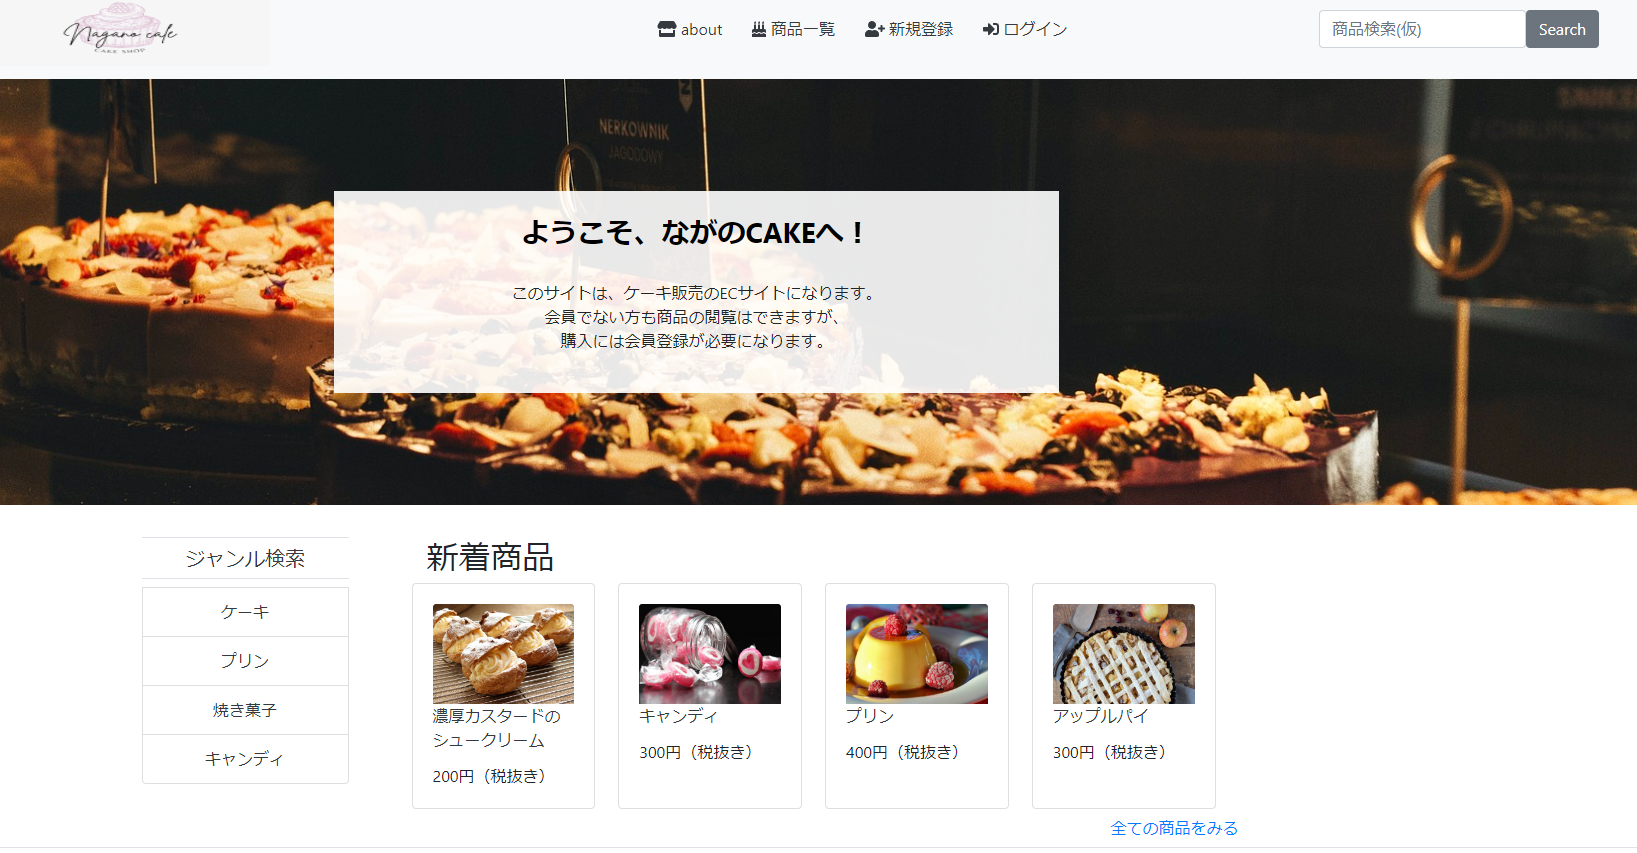 Nagano cake
CAKE SHOP
about
商品一覧
新規登録
ログイン
商品検索(仮)
Search
NERKOWNIK
JAGODOWY
ようこそ、ながのCAKEへ！
このサイトは、ケーキ販売のECサイトになります。
会員でない方も商品の閲覧はできますが、
購入には会員登録が必要になります。
ジャンル検索
ケーキ
プリン
焼き菓子
キャンディ
新着商品
濃厚カスタードの
シュークリーム
200円（税抜き）
キャンディ
300円（税抜き）
プリン
400円（税抜き）
アップルパイ
300円（税抜き）
全ての商品をみる